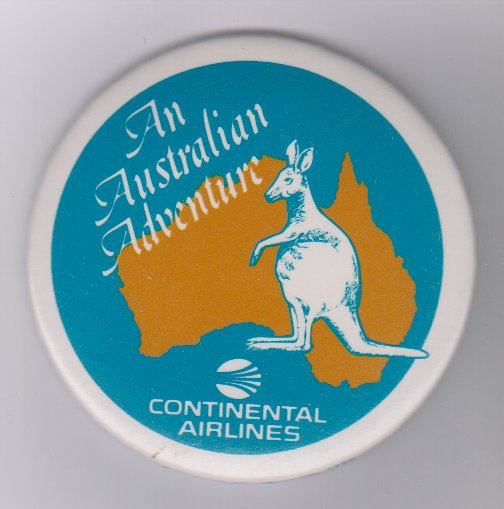 An
Australian
Adventure
CONTINENTAL
AIRLINES